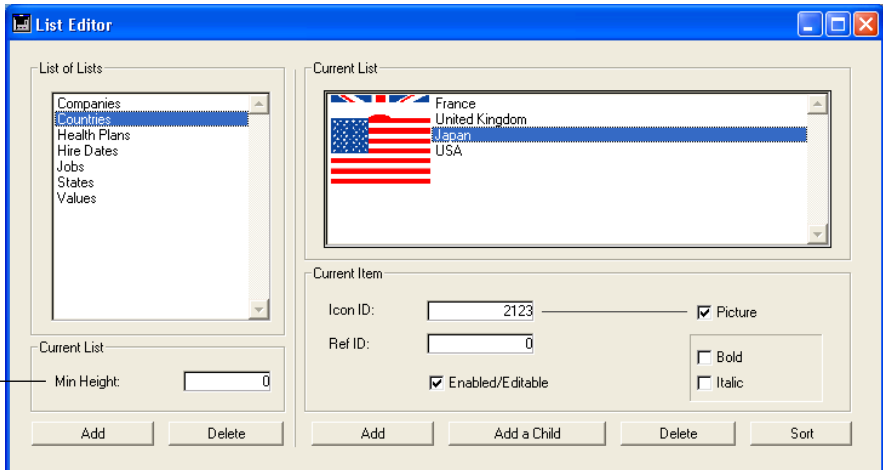 List Editor
List of Lists
Companies
Countries
Health Plans
Hire Dates
Jobs
States
Values
Current List
Min Height:
0
Add
Delete
Current List
France
United Kingdom
Japan
USA
Current Item
Icon ID:
2123
Picture
Ref ID:
0
Bold
Enabled/Editable
Italic
Add
Add a Child
Delete
Sort